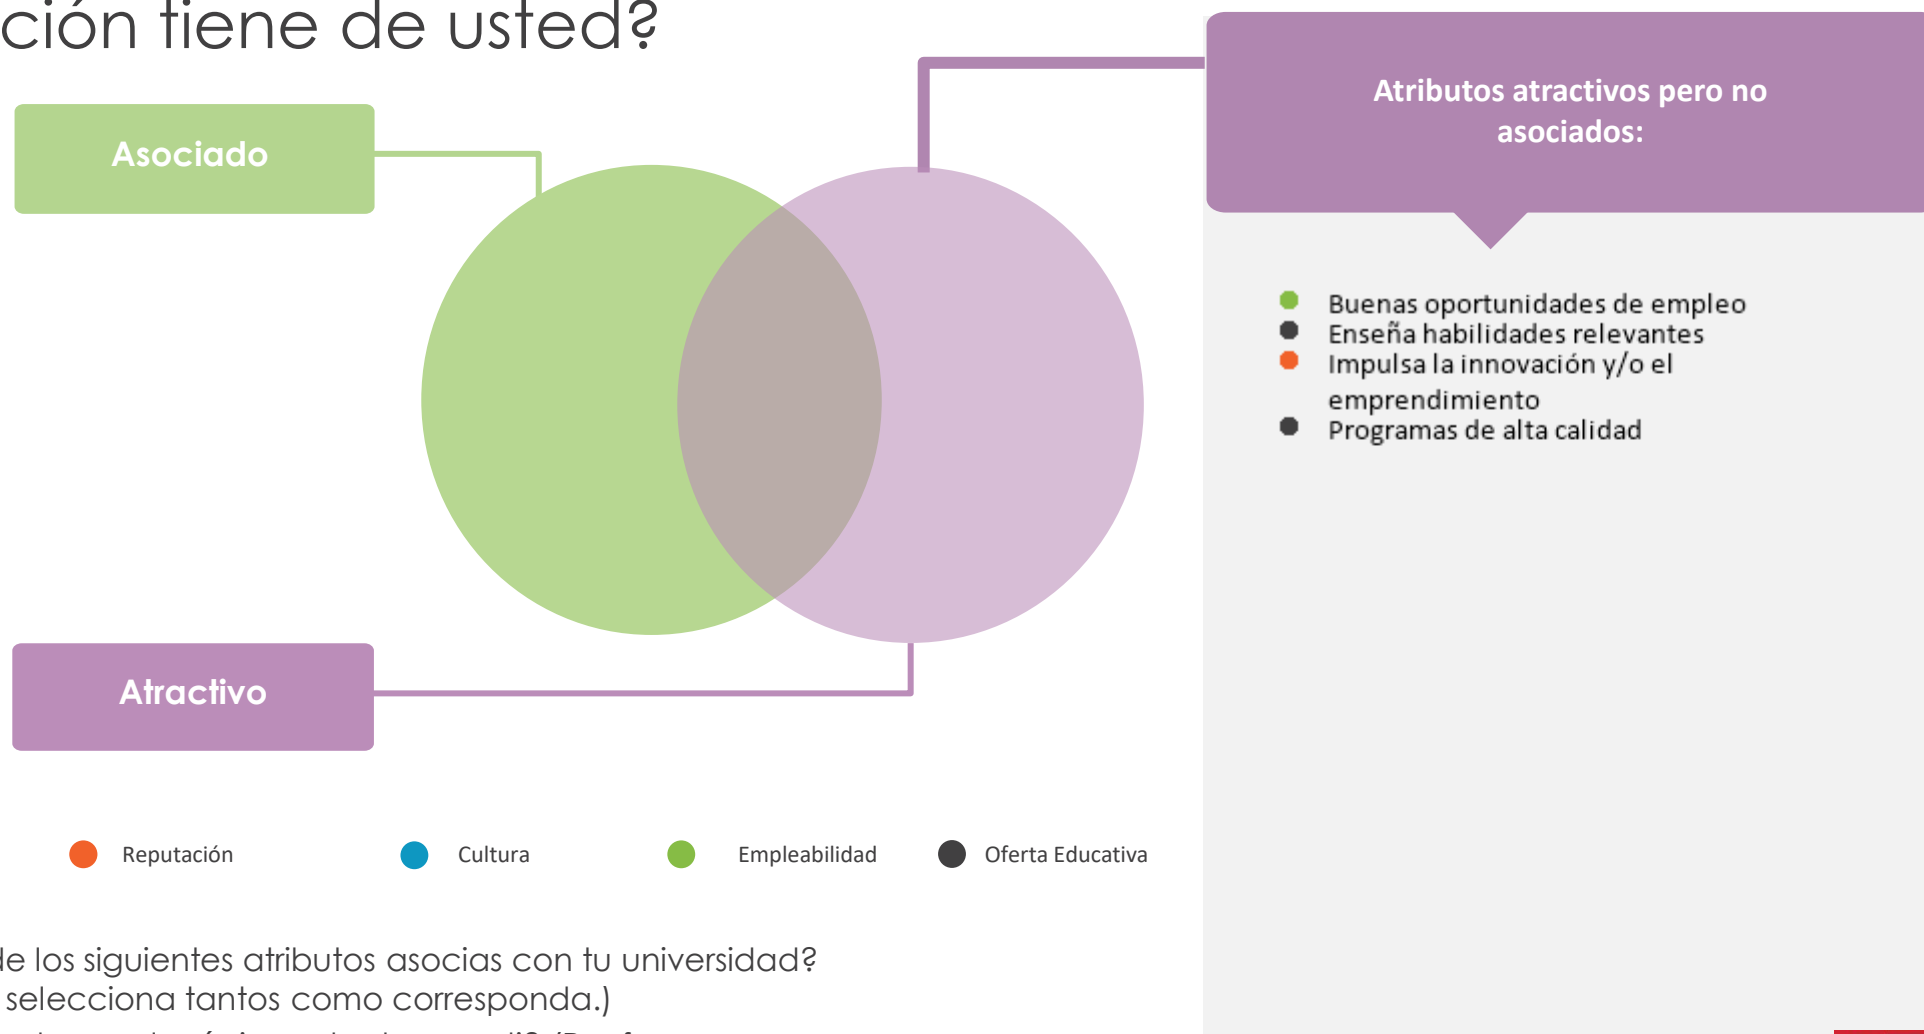 ción tiene de usted?
Asociado
Atractivo
Reputación
Cultura
Empleabilidad
Oferta Educativa
de los siguientes atributos asocias con tu universidad?
selecciona tantos como corresponda.)
Atributos atractivos pero no
asociados:
Buenas oportunidades de empleo
Enseña habilidades relevantes
Impulsa la innovación y/o el
emprendimiento
Programas de alta calidad